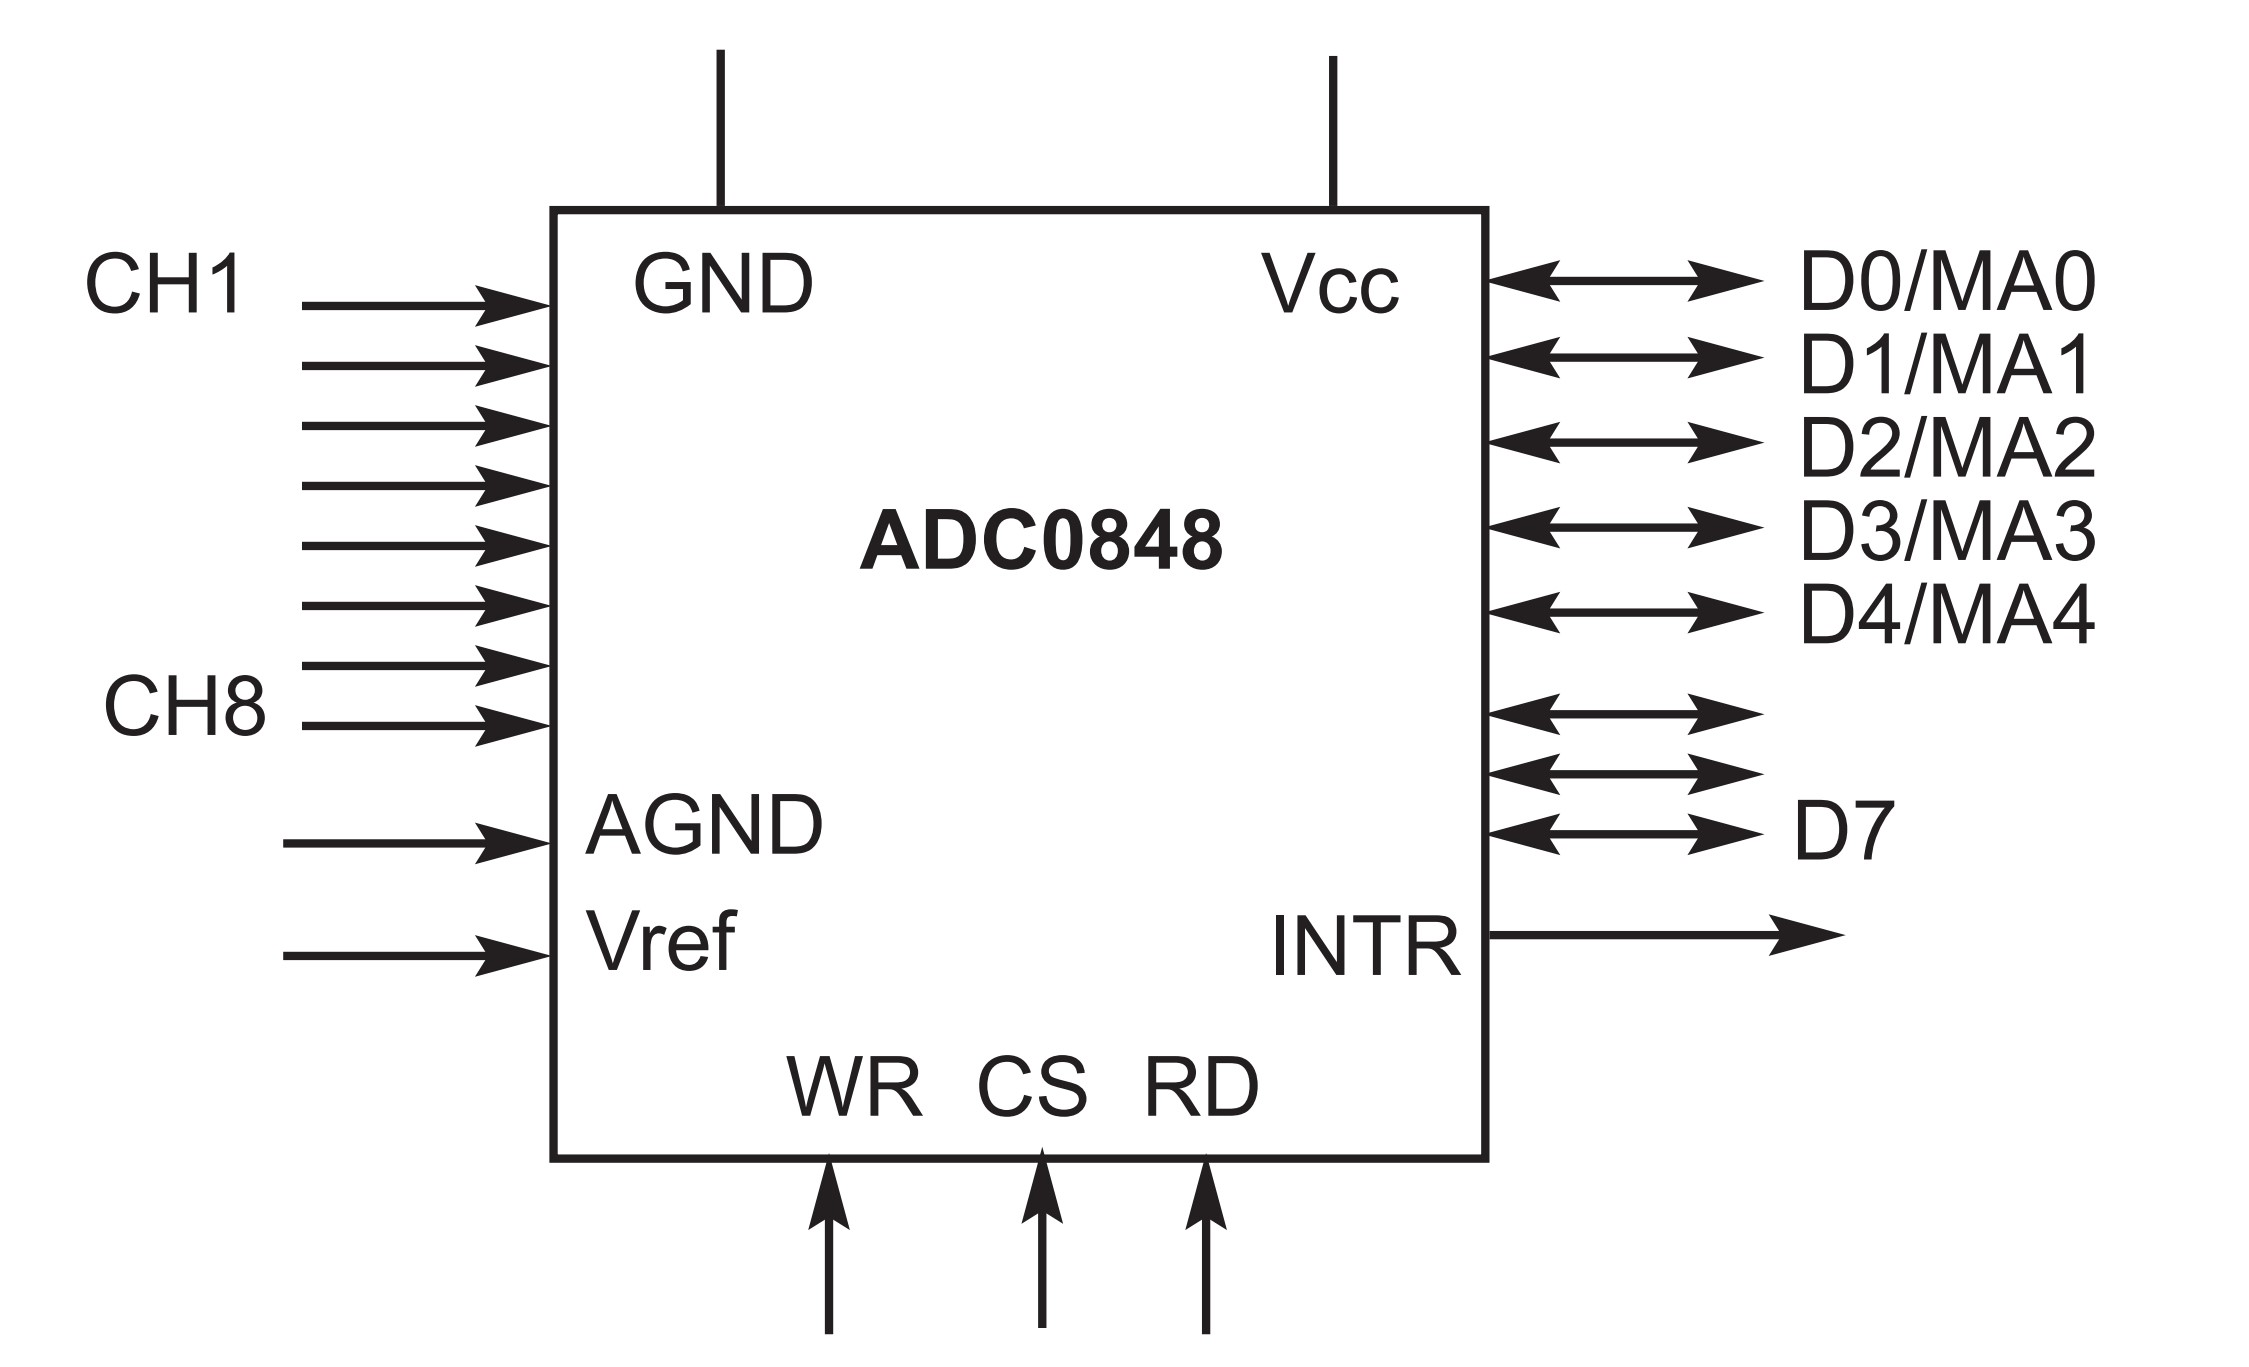 GND
Vcc
CH1
CH8
ADC0848
AGND
Vref
D0/MA0
D1/MA1
D2/MA2
D3/MA3
D4/MA4
D7
INTR
WR CS RD